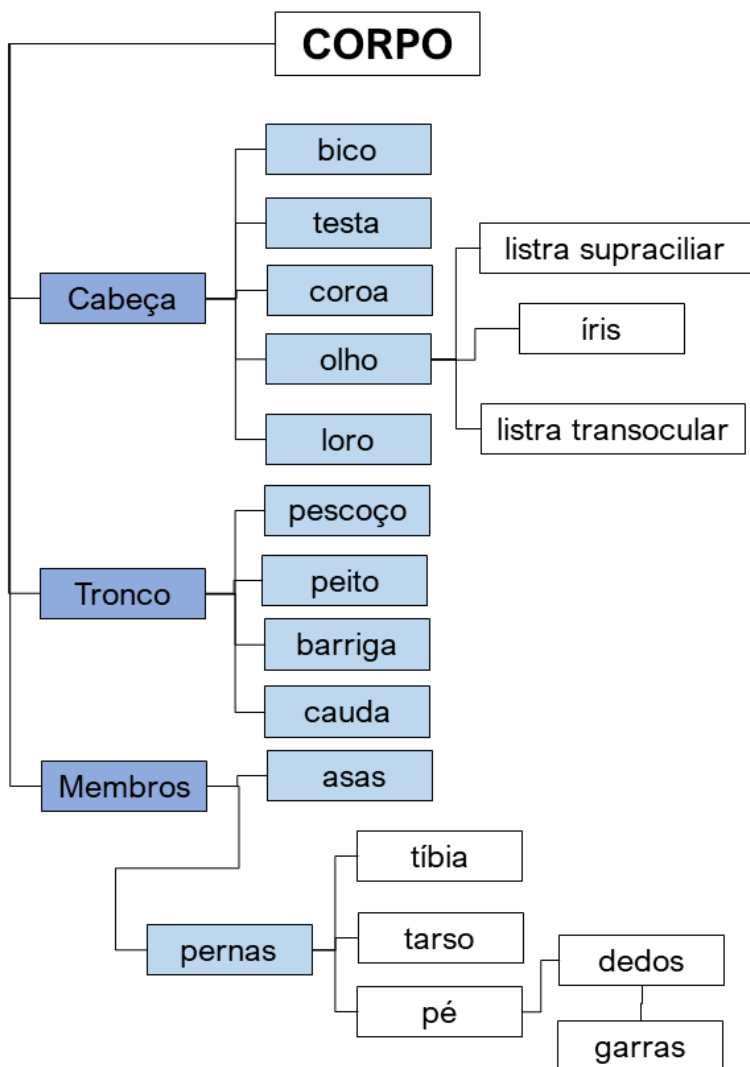 CORPO
bico
testa
listra supraciliar
Cabeça
coroa
íris
olho
listra transocular
loro
pescoço
Tronco
peito
barriga
cauda
Membros
asas
tíbia
pernas
tarso
dedos
pé
garras